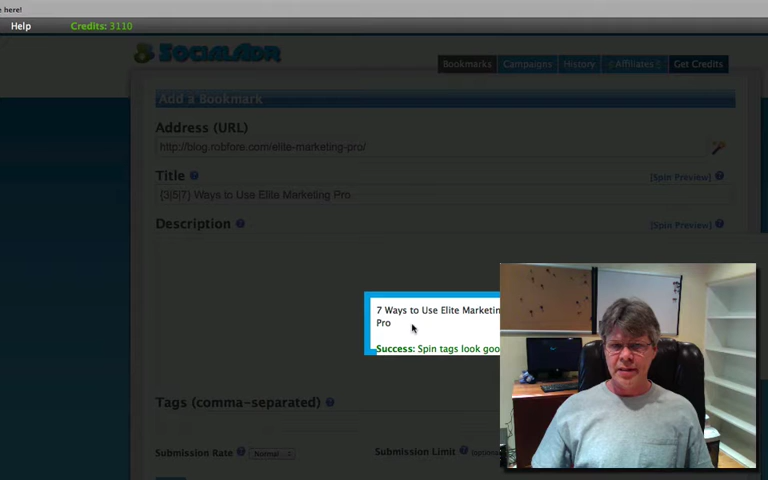 e here!
Help
Credits: 3110
SocialAdr
Bookmarks
Campaigns
History
Affiliates
Get Credits
Add a Bookmark
Address (URL)
http://blog.robfore.com/elite-marketing-pro/
Title
[Spin Preview]
{3|5|7} Ways to Use Elite Marketing Pro
Description
[Spin Preview]
7 Ways to Use Elite Marketin
Pro
Success: Spin tags look goo
Tags (comma-separated)
Submission Rate
Normal
Submission Limit